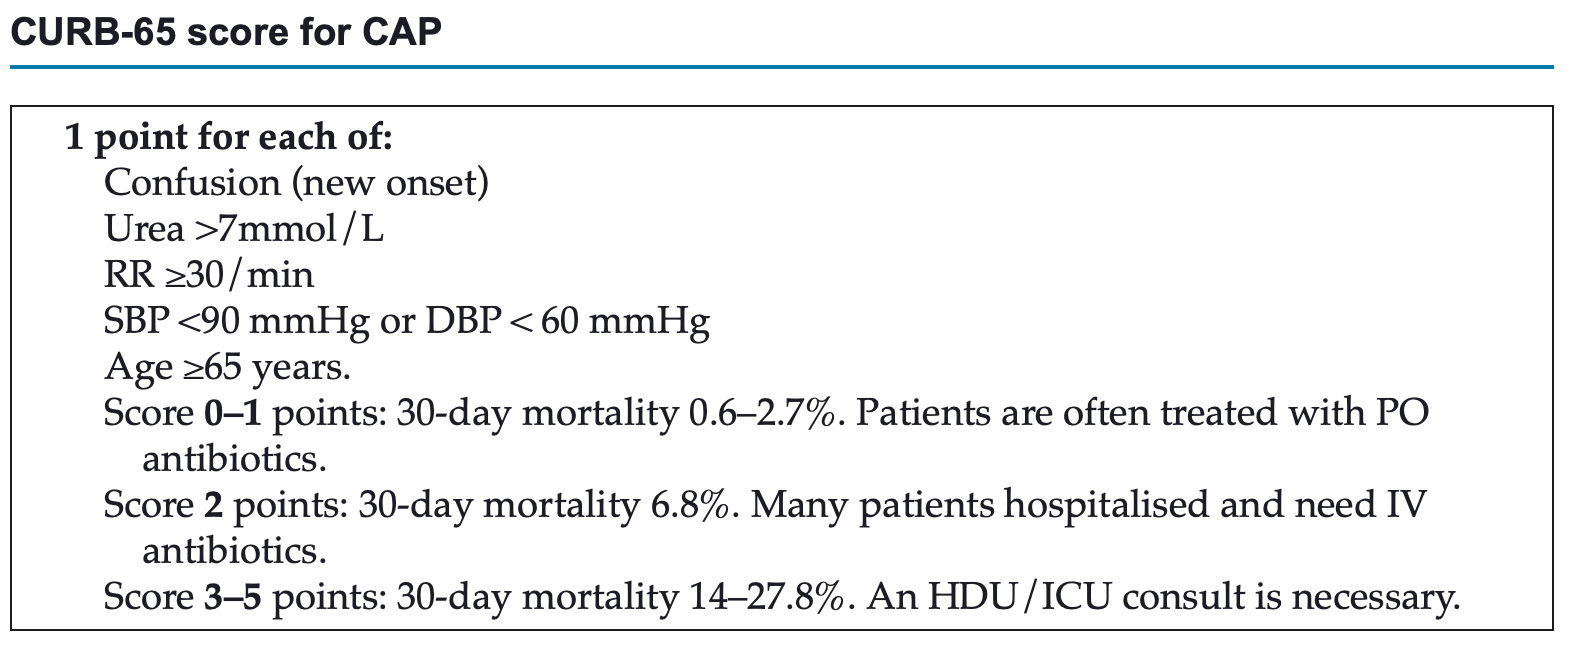 CURB-65 score for CAP
1 point for each of:
Confusion (new onset)
Urea >7mmol/L
RR ≥30/min
SBP <90 mmHg or DBP < 60 mmHg
Age ≥65 years.
Score 0–1 points: 30-day mortality 0.6–2.7%. Patients are often treated with PO
antibiotics.
Score 2 points: 30-day mortality 6.8%. Many patients hospitalised and need IV
antibiotics.
Score 3–5 points: 30-day mortality 14–27.8%. An HDU/ICU consult is necessary.